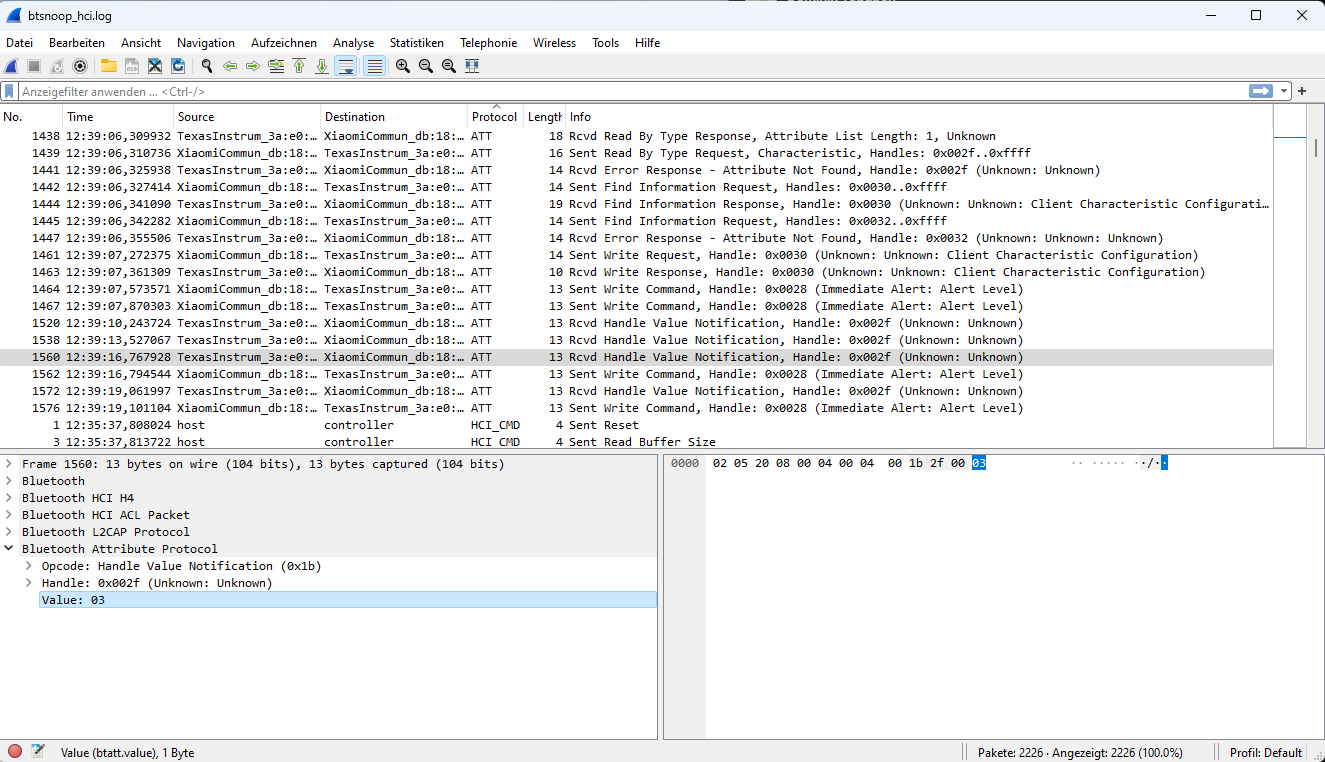 btsnoop_hci.log
Datei Bearbeiten Ansicht Navigation Aufzeichnen Analyse Statistiken Telephonie Wireless Tools Hilfe
Anzeigefilter anwenden ... <Ctrl-/>
No. Time Source Destination Protocol Length Info
1438 12:39:06,309932 TexasInstrum_3a:e0:… XiaomiCommun_db:18:… ATT 18 Rcvd Read By Type Response, Attribute List Length: 1, Unknown
1439 12:39:06,310736 XiaomiCommun_db:18:… TexasInstrum_3a:e0:… ATT 16 Sent Read By Type Request, Characteristic, Handles: 0x002f..0xffff
1441 12:39:06,325938 TexasInstrum_3a:e0:… XiaomiCommun_db:18:… ATT 14 Rcvd Error Response - Attribute Not Found, Handle: 0x002f (Unknown: Unknown)
1442 12:39:06,327414 XiaomiCommun_db:18:… TexasInstrum_3a:e0:… ATT 14 Sent Find Information Request, Handles: 0x0030..0xffff
1444 12:39:06,341090 TexasInstrum_3a:e0:… XiaomiCommun_db:18:… ATT 19 Rcvd Find Information Response, Handle: 0x0030 (Unknown: Unknown: Client Characteristic Configurati…
1445 12:39:06,342282 XiaomiCommun_db:18:… TexasInstrum_3a:e0:… ATT 14 Sent Find Information Request, Handles: 0x0032..0xffff
1447 12:39:06,355506 TexasInstrum_3a:e0:… XiaomiCommun_db:18:… ATT 14 Rcvd Error Response - Attribute Not Found, Handle: 0x0032 (Unknown: Unknown: Unknown)
1461 12:39:07,272375 XiaomiCommun_db:18:… TexasInstrum_3a:e0:… ATT 14 Sent Write Request, Handle: 0x0030 (Unknown: Unknown: Client Characteristic Configuration)
1463 12:39:07,361309 TexasInstrum_3a:e0:… XiaomiCommun_db:18:… ATT 10 Rcvd Write Response, Handle: 0x0030 (Unknown: Unknown: Client Characteristic Configuration)
1464 12:39:07,573571 XiaomiCommun_db:18:… TexasInstrum_3a:e0:… ATT 13 Sent Write Command, Handle: 0x0028 (Immediate Alert: Alert Level)
1467 12:39:07,870303 XiaomiCommun_db:18:… TexasInstrum_3a:e0:… ATT 13 Sent Write Command, Handle: 0x0028 (Immediate Alert: Alert Level)
1520 12:39:10,243724 TexasInstrum_3a:e0:… XiaomiCommun_db:18:… ATT 13 Rcvd Handle Value Notification, Handle: 0x002f (Unknown: Unknown)
1538 12:39:13,527067 TexasInstrum_3a:e0:… XiaomiCommun_db:18:… ATT 13 Rcvd Handle Value Notification, Handle: 0x002f (Unknown: Unknown)
1560 12:39:16,767928 TexasInstrum_3a:e0:… XiaomiCommun_db:18:… ATT 13 Rcvd Handle Value Notification, Handle: 0x002f (Unknown: Unknown)
1562 12:39:16,794544 XiaomiCommun_db:18:… TexasInstrum_3a:e0:… ATT 13 Sent Write Command, Handle: 0x0028 (Immediate Alert: Alert Level)
1572 12:39:19,061997 TexasInstrum_3a:e0:… XiaomiCommun_db:18:… ATT 13 Rcvd Handle Value Notification, Handle: 0x002f (Unknown: Unknown)
1576 12:39:19,101104 XiaomiCommun_db:18:… TexasInstrum_3a:e0:… ATT 13 Sent Write Command, Handle: 0x0028 (Immediate Alert: Alert Level)
1 12:35:37,808024 host controller HCI_CMD 4 Sent Reset
3 12:35:37,813722 host controller HCI_CMD 4 Sent Read Buffer Size
Frame 1560: 13 bytes on wire (104 bits), 13 bytes captured (104 bits)
Bluetooth
Bluetooth HCI H4
Bluetooth HCI ACL Packet
Bluetooth L2CAP Protocol
Bluetooth Attribute Protocol
Opcode: Handle Value Notification (0x1b)
Handle: 0x002f (Unknown: Unknown)
Value: 03
0000 02 05 20 08 00 04 00 04 00 1b 2f 00 03 ·· ····· ··/··
Value (btatt.value), 1 Byte
Pakete: 2226 · Angezeigt: 2226 (100.0%)
Profil: Default